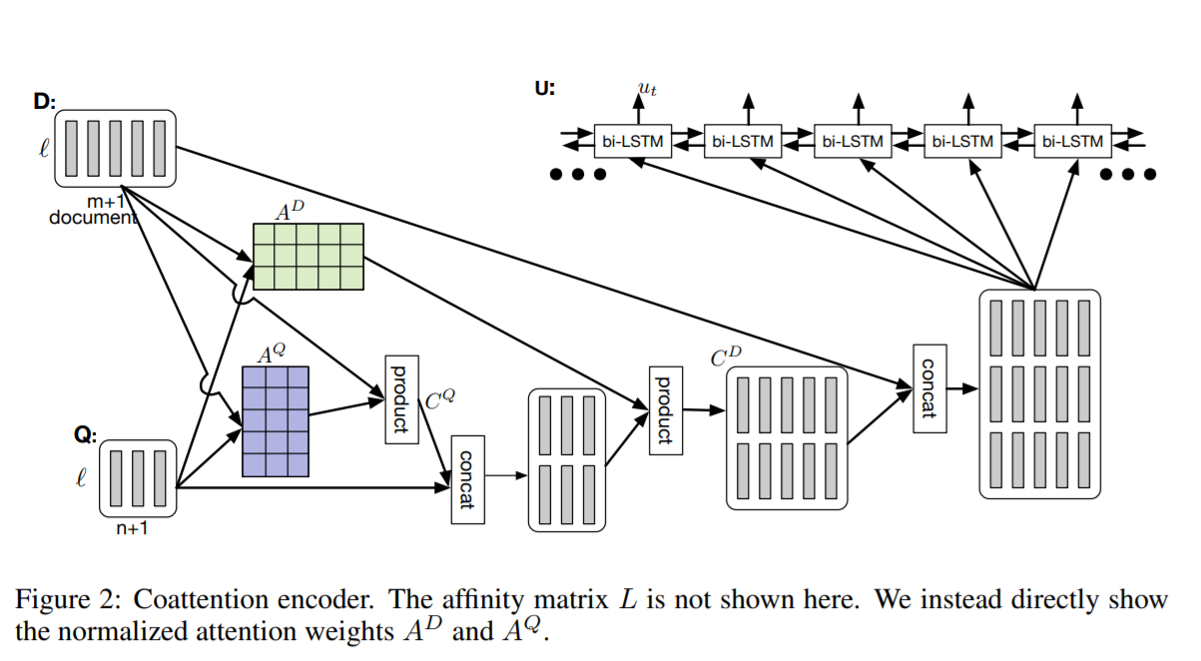 D:
ℓ
m+1
document
A^D
U:
u_t
bi-LSTM bi-LSTM bi-LSTM bi-LSTM bi-LSTM
A^Q
product
C^Q
concat
product
C^D
concat
Q:
ℓ
n+1
Figure 2: Coattention encoder. The affinity matrix L is not shown here. We instead directly show
the normalized attention weights A^D and A^Q.